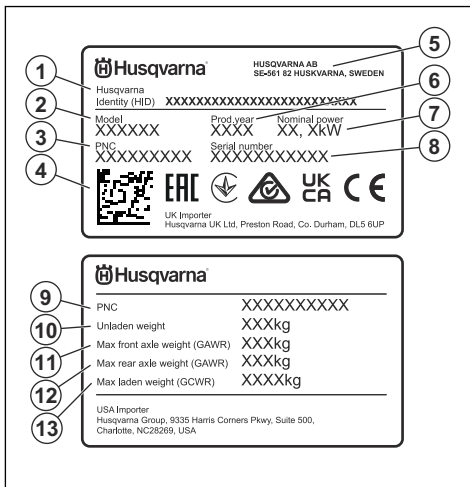 Husqvarna
HUSQVARNA AB
SE-561 82 HUSKVARNA, SWEDEN
5
1
Husqvarna
Identity (HID) XXXXXXXXXXXXXXXXXXXXXXXXX
6
2
Model Prod.year Nominal power
XXXXXX XXXX XX, XkW
7
3
PNC Serial number
XXXXXXXXX XXXXXXXXXXX
8
4
EAC UK CA CE
UK Importer
Husqvarna UK Ltd, Preston Road, Co. Durham, DL5 6UP
Husqvarna
9
PNC XXXXXXXXXX
10
Unladen weight XXXkg
11
Max front axle weight (GAWR) XXXkg
12
Max rear axle weight (GAWR) XXXkg
13
Max laden weight (GCWR) XXXXkg
USA Importer
Husqvarna Group, 9335 Harris Corners Pkwy, Suite 500,
Charlotte, NC28269, USA